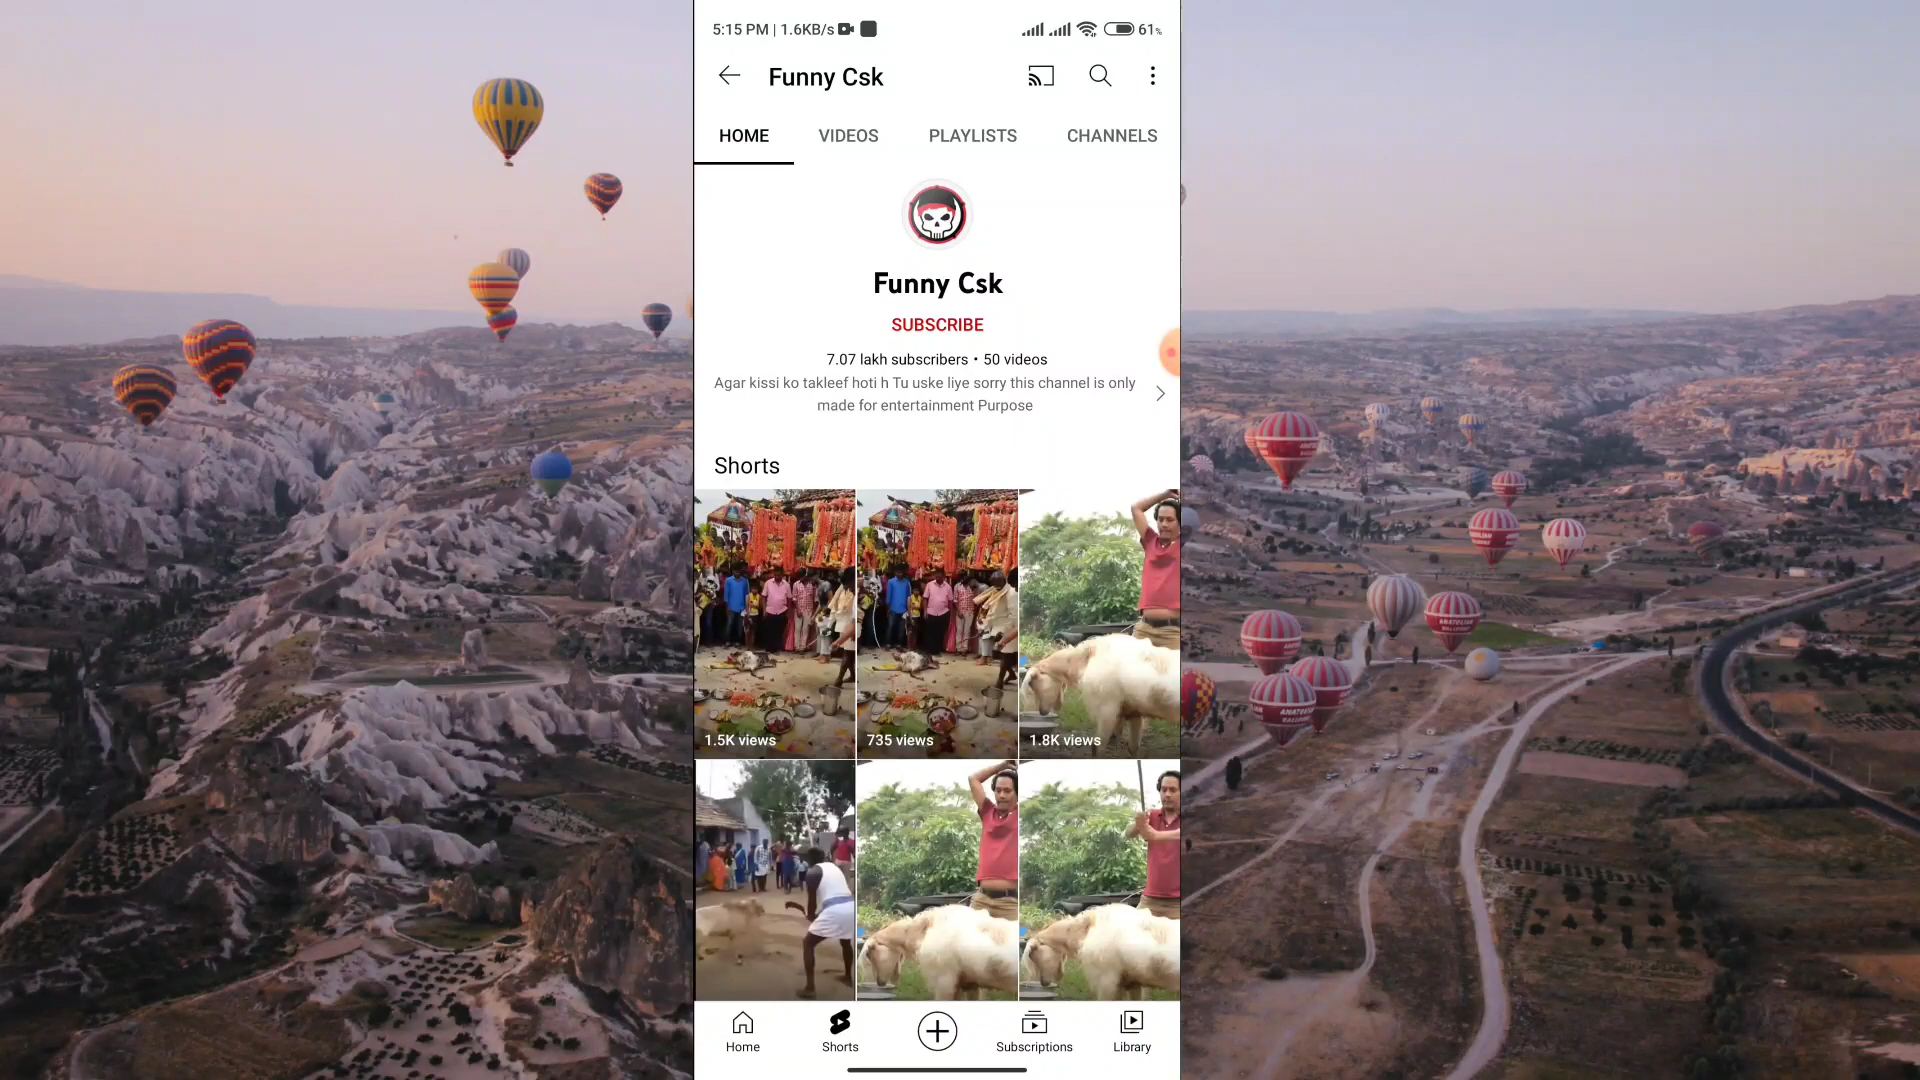 5:15 PM | 1.6KB/s
61%
Funny Csk
HOME
VIDEOS
PLAYLISTS
CHANNELS
Funny Csk
SUBSCRIBE
7.07 lakh subscribers • 50 videos
Agar kissi ko takleef hoti h Tu uske liye sorry this channel is only
made for entertainment Purpose
Shorts
1.5K views
735 views
1.8K views
Home
Shorts
Subscriptions
Library